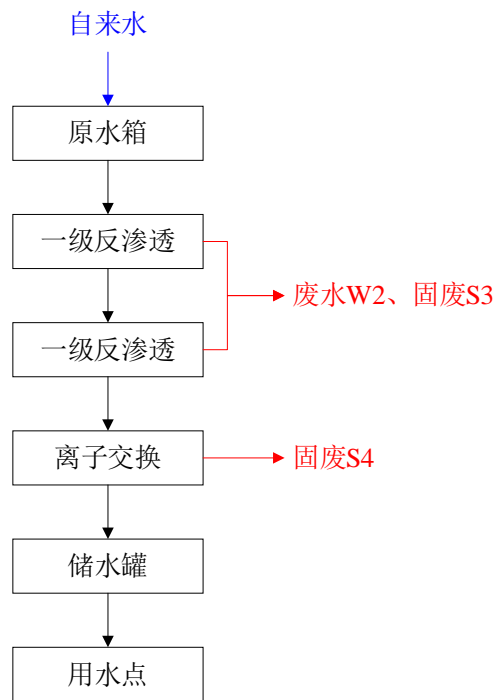 自来水
原水箱
一级反渗透
废水W2、固废S3
一级反渗透
离子交换
固废S4
储水罐
用水点